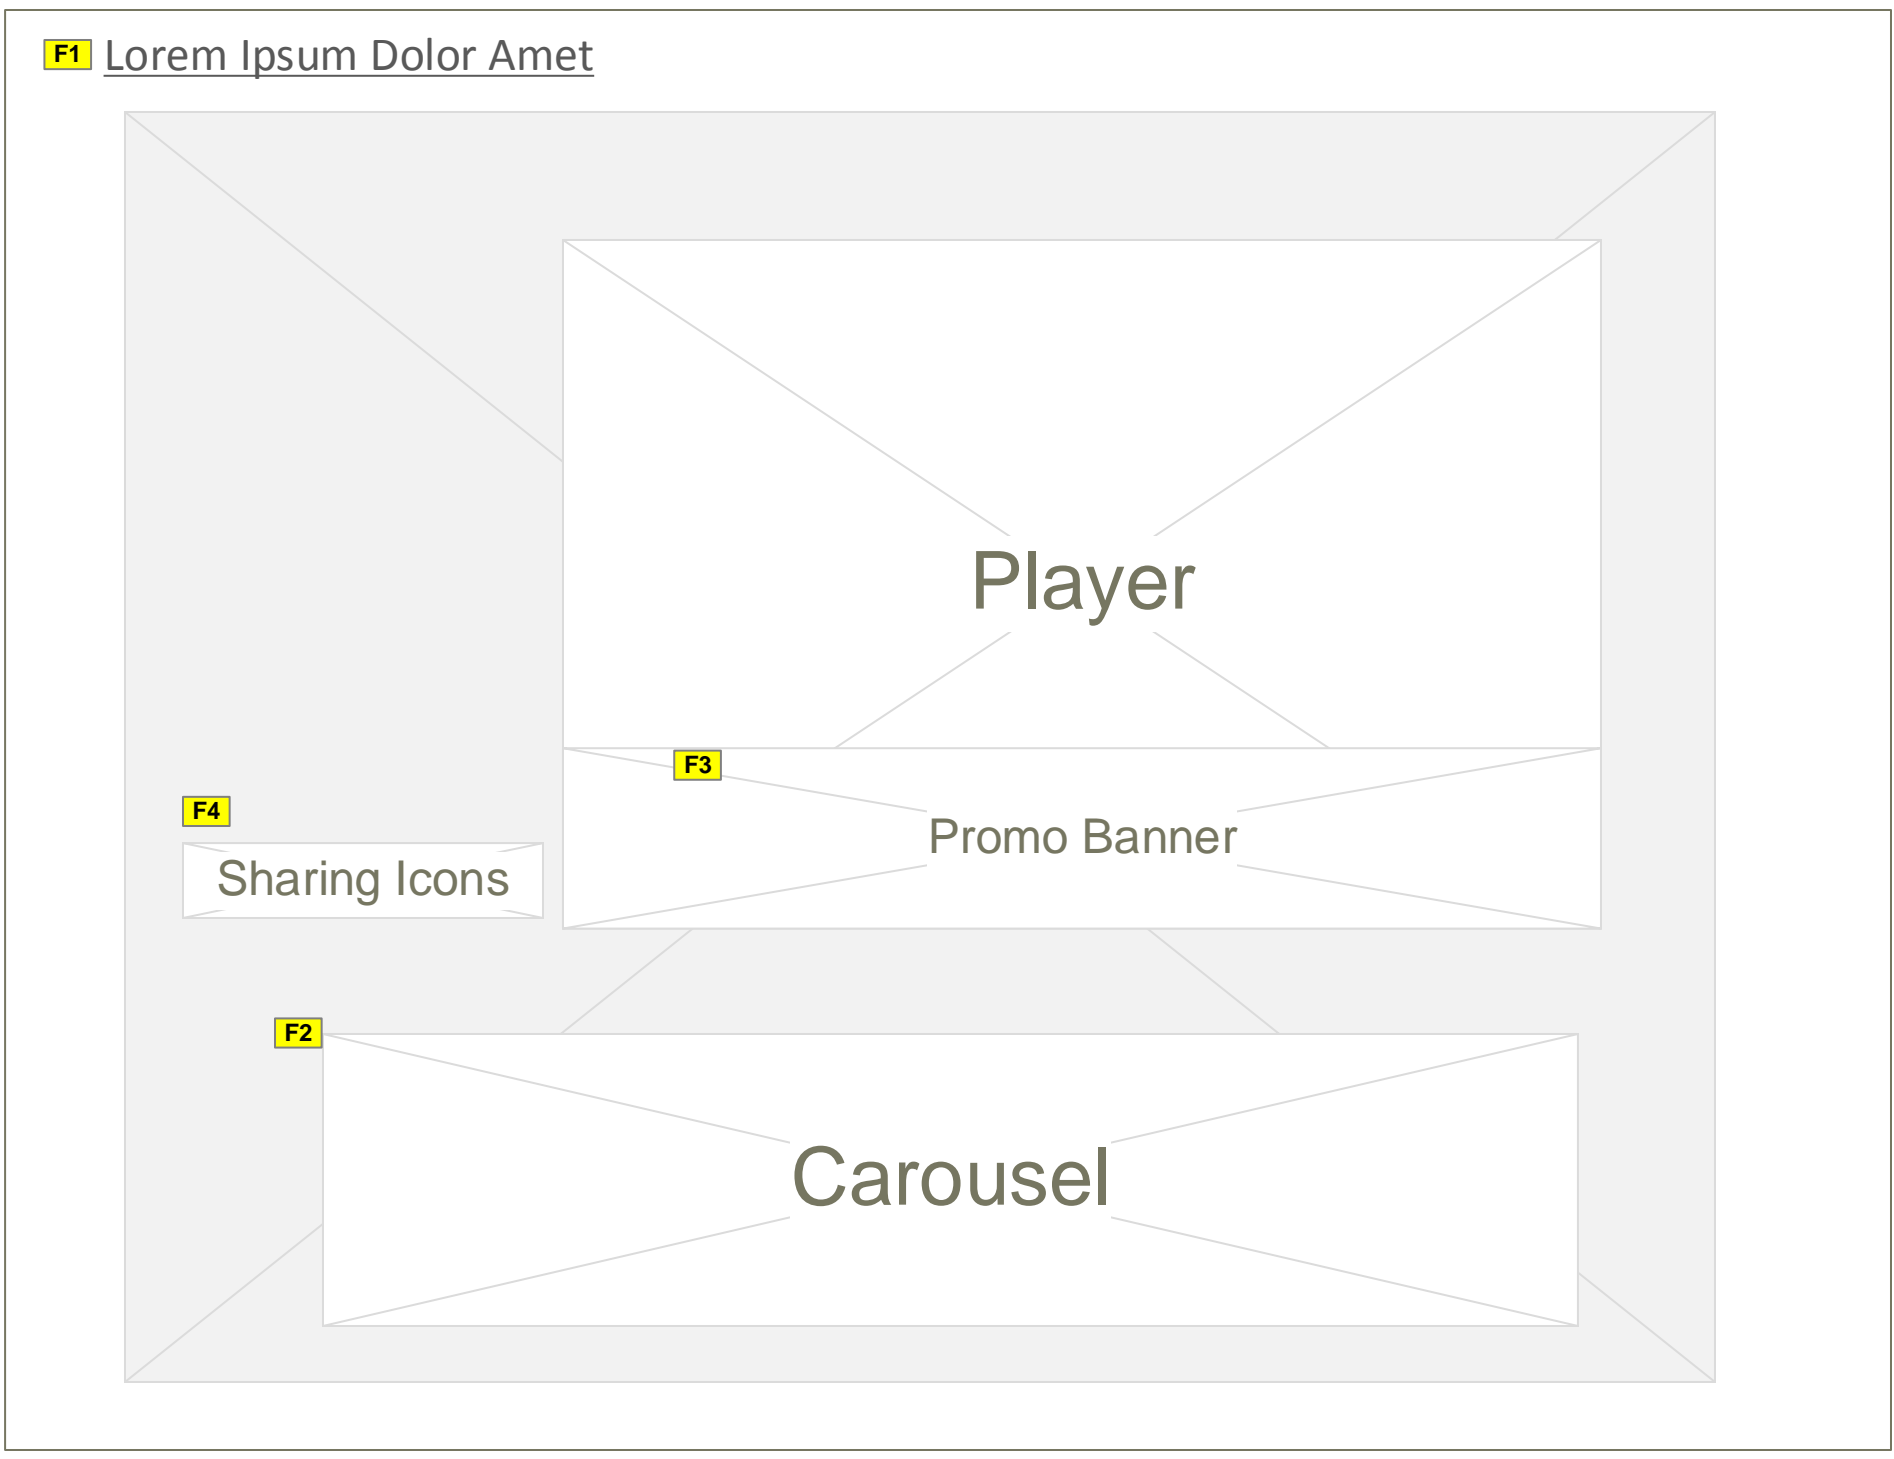 F1 Lorem Ipsum Dolor Amet
Player
F3
Promo Banner
F4
Sharing Icons
F2
Carousel